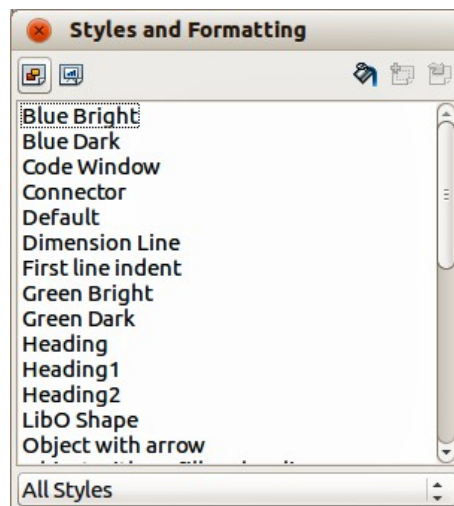 Styles and Formatting
Blue Bright
Blue Dark
Code Window
Connector
Default
Dimension Line
First line indent
Green Bright
Green Dark
Heading
Heading1
Heading2
LibO Shape
Object with arrow
All Styles